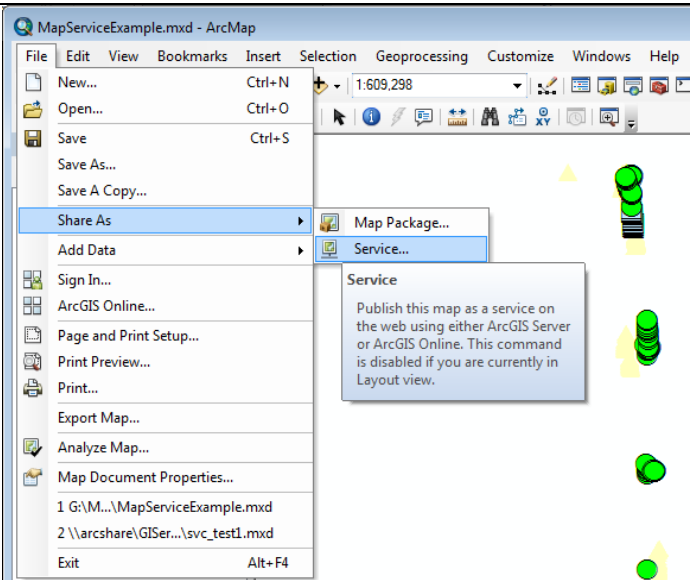 MapServiceExample.mxd - ArcMap
File Edit View Bookmarks Insert Selection Geoprocessing Customize Windows Help
New... Ctrl+N
1:609,298
Open... Ctrl+O
XY
Save Ctrl+S
Save As...
Save A Copy...
Share As
Map Package...
Add Data
Service...
Sign In...
Service
ArcGIS Online...
Publish this map as a service on
the web using either ArcGIS Server
or ArcGIS Online. This command
is disabled if you are currently in
Layout view.
Page and Print Setup...
Print Preview...
Print...
Export Map...
Analyze Map...
Map Document Properties...
1 G:\M...\MapServiceExample.mxd
2 \\arcshare\GISer...\svc_test1.mxd
Exit Alt+F4